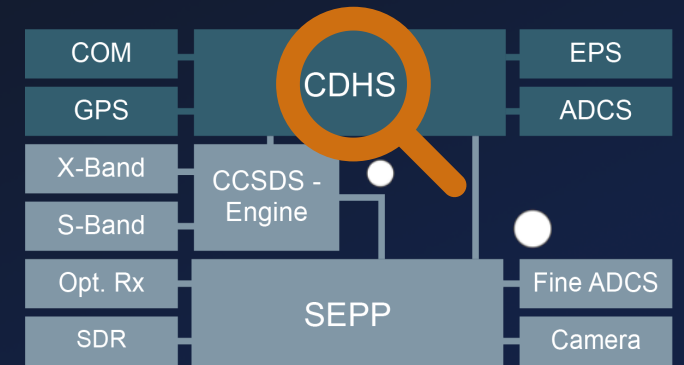 COM
CDHS
EPS
GPS
ADCS
X-Band
CCSDS -
Engine
S-Band
Opt. Rx
SEPP
Fine ADCS
SDR
Camera